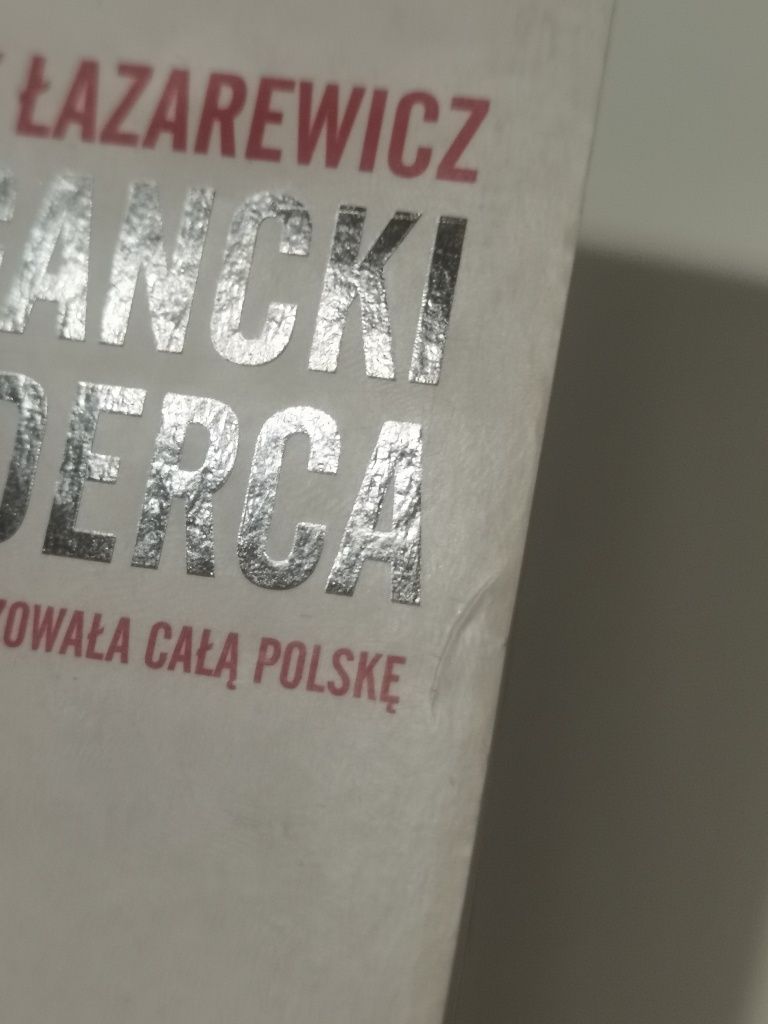 ŁAZAREWICZ
ANCKI
DERCA
OWAŁA CAŁĄ POLSKĘ